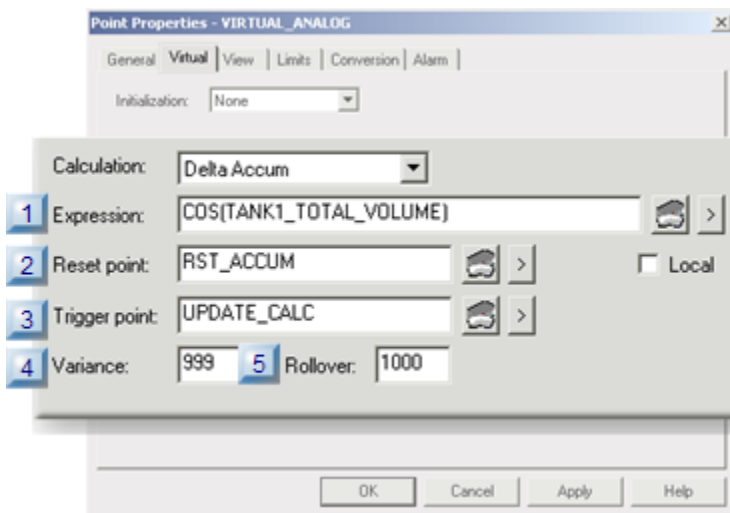 Point Properties - VIRTUAL_ANALOG
General Virtual View Limits Conversion Alarm
Initialization: None
Calculation: Delta Accum
1 Expression: COS(TANK1_TOTAL_VOLUME) >
2 Reset point: RST_ACCUM > Local
3 Trigger point: UPDATE_CALC >
4 Variance: 999 5 Rollover: 1000
OK Cancel Apply Help